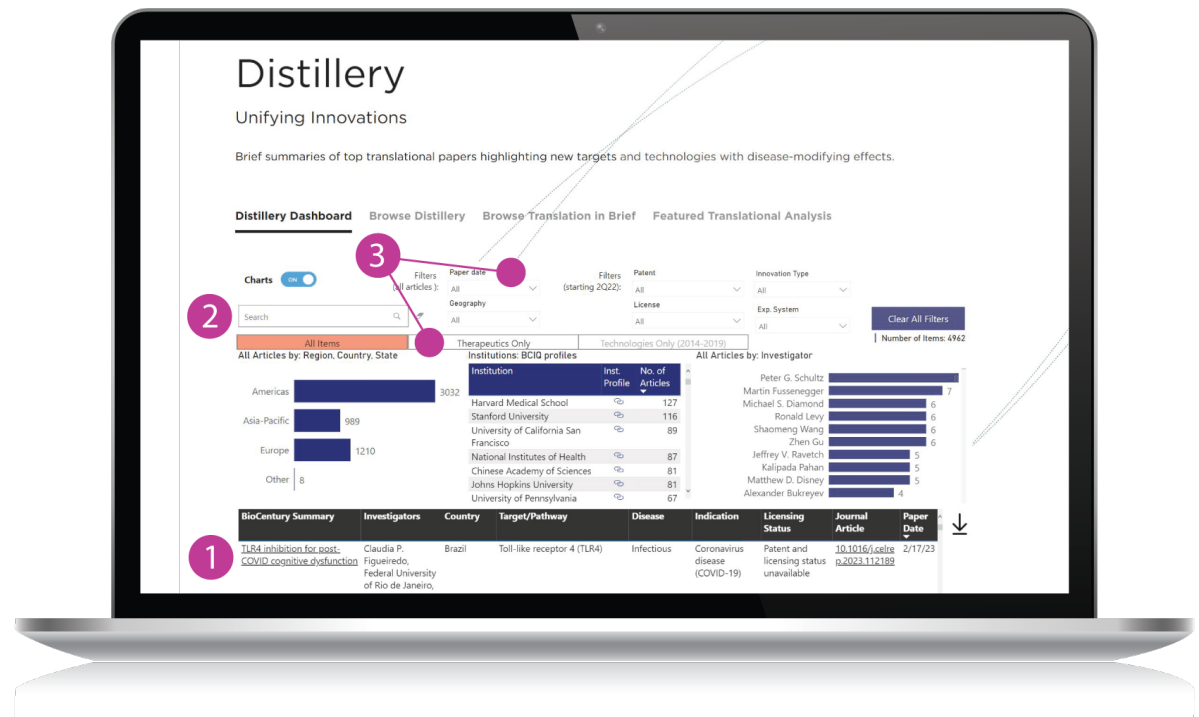 Distillery
Unifying Innovations
Brief summaries of top translational papers highlighting new targets and technologies with disease-modifying effects.
Distillery Dashboard Browse Distillery Browse Translation in Brief Featured Translational Analysis
3
Charts ON
Filters
(all articles ):
Paper date
All
Geography
All
Filters
(starting 2Q22):
Patent
All
License
All
Innovation Type
All
Exp. System
All
2
Search
Clear All Filters
Number of Items: 4962
All Items Therapeutics Only Technologies Only (2014-2019)
All Articles by: Region, Country, State
Americas 3032
Asia-Pacific 989
Europe 1210
Other 8
Institutions: BCIQ profiles
Institution Inst. Profile No. of Articles
Harvard Medical School 127
Stanford University 116
University of California San
Francisco 89
National Institutes of Health 87
Chinese Academy of Sciences 81
Johns Hopkins University 81
University of Pennsylvania 67
All Articles by: Investigator
Peter G. Schultz
Martin Fussenegger 7
Michael S. Diamond 6
Ronald Levy 6
Shaomeng Wang 6
Zhen Gu 6
Jeffrey V. Ravetch 5
Kalipada Pahan 5
Matthew D. Disney 5
Alexander Bukreyev 4
BioCentury Summary Investigators Country Target/Pathway Disease Indication Licensing Status Journal Article Paper Date
1
TLR4 inhibition for post-
COVID cognitive dysfunction
Claudia P.
Figueiredo,
Federal University
of Rio de Janeiro,
Brazil
Toll-like receptor 4 (TLR4)
Infectious
Coronavirus
disease
(COVID-19)
Patent and
licensing status
unavailable
10.1016/j.celre
p.2023.112189
2/17/23